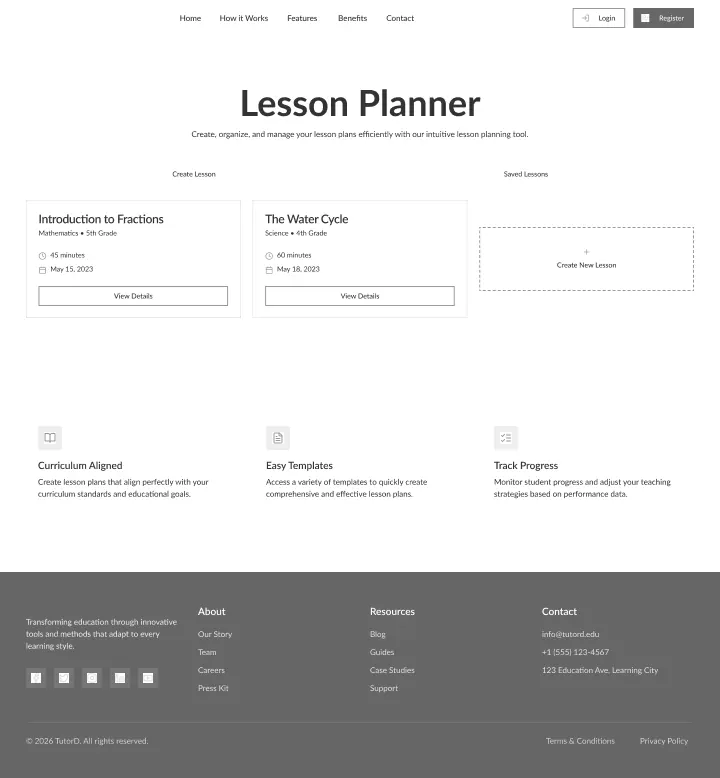 Home How it Works Features Benefits Contact Login Register
Lesson Planner
Create, organize, and manage your lesson plans efficiently with our intuitive lesson planning tool.
Create Lesson Saved Lessons
Introduction to Fractions
Mathematics • 5th Grade
45 minutes
May 15, 2023
View Details
The Water Cycle
Science • 4th Grade
60 minutes
May 18, 2023
View Details
Create New Lesson
Curriculum Aligned
Create lesson plans that align perfectly with your
curriculum standards and educational goals.
Easy Templates
Access a variety of templates to quickly create
comprehensive and effective lesson plans.
Track Progress
Monitor student progress and adjust your teaching
strategies based on performance data.
Transforming education through innovative
tools and methods that adapt to every
learning style.
About
Our Story
Team
Careers
Press Kit
Resources
Blog
Guides
Case Studies
Support
Contact
info@tutord.edu
+1 (555) 123-4567
123 Education Ave, Learning City
© 2026 TutorD. All rights reserved.
Terms & Conditions Privacy Policy